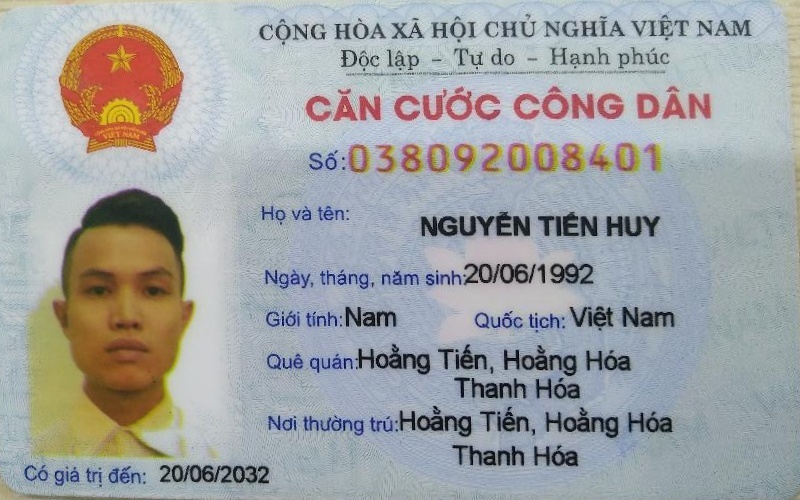 CỘNG HÒA XÃ HỘI CHỦ NGHĨA VIỆT NAM
Độc lập - Tự do - Hạnh phúc
CĂN CƯỚC CÔNG DÂN
VIỆT NAM
Số: 038092008401
Họ và tên: NGUYỄN TIẾN HUY
Ngày, tháng, năm sinh: 20/06/1992
Giới tính: Nam Quốc tịch: Việt Nam
Quê quán: Hoằng Tiến, Hoằng Hóa
Thanh Hóa
Nơi thường trú: Hoằng Tiến, Hoằng Hóa
Thanh Hóa
Có giá trị đến: 20/06/2032